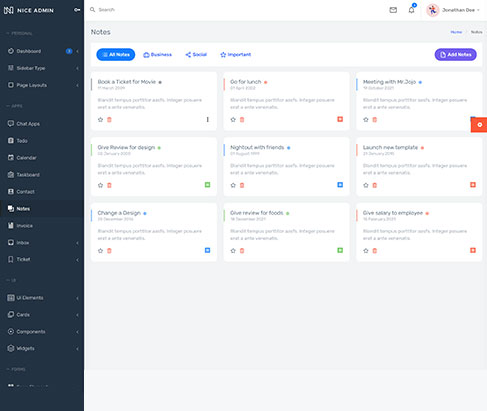 NICE ADMIN
Search
Jonathan Doe
PERSONAL
Dashboard
Sidebar Type
Page Layouts
APPS
Chat Apps
Todo
Calendar
Taskboard
Contact
Notes
Invoice
Inbox
Ticket
UI
UI Elements
Cards
Components
Widgets
FORMS
Notes
Home
Notes
All Notes
Business
Social
Important
Add Notes
Book a Ticket for Movie
11 March 2009
Blandit tempus porttitor aasfs. Integer posuere
erat a ante venenatis.
Go for lunch
01 April 2002
Blandit tempus porttitor aasfs. Integer posuere
erat a ante venenatis.
Meeting with Mr.Jojo
19 October 2021
Blandit tempus porttitor aasfs. Integer posuere
erat a ante venenatis.
Give Review for design
02 January 2000
Blandit tempus porttitor aasfs. Integer posuere
erat a ante venenatis.
Nightout with friends
01 August 1999
Blandit tempus porttitor aasfs. Integer posuere
erat a ante venenatis.
Launch new template
21 January 2015
Blandit tempus porttitor aasfs. Integer posuere
erat a ante venenatis.
Change a Design
25 December 2016
Blandit tempus porttitor aasfs. Integer posuere
erat a ante venenatis.
Give review for foods
18 December 2021
Blandit tempus porttitor aasfs. Integer posuere
erat a ante venenatis.
Give salary to employee
15 February 2021
Blandit tempus porttitor aasfs. Integer posuere
erat a ante venenatis.